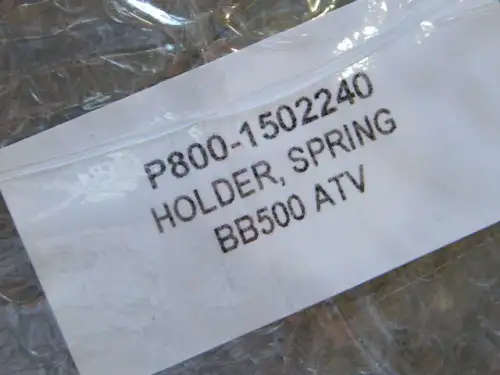 P800-1502240
HOLDER, SPRING
BB500 ATV